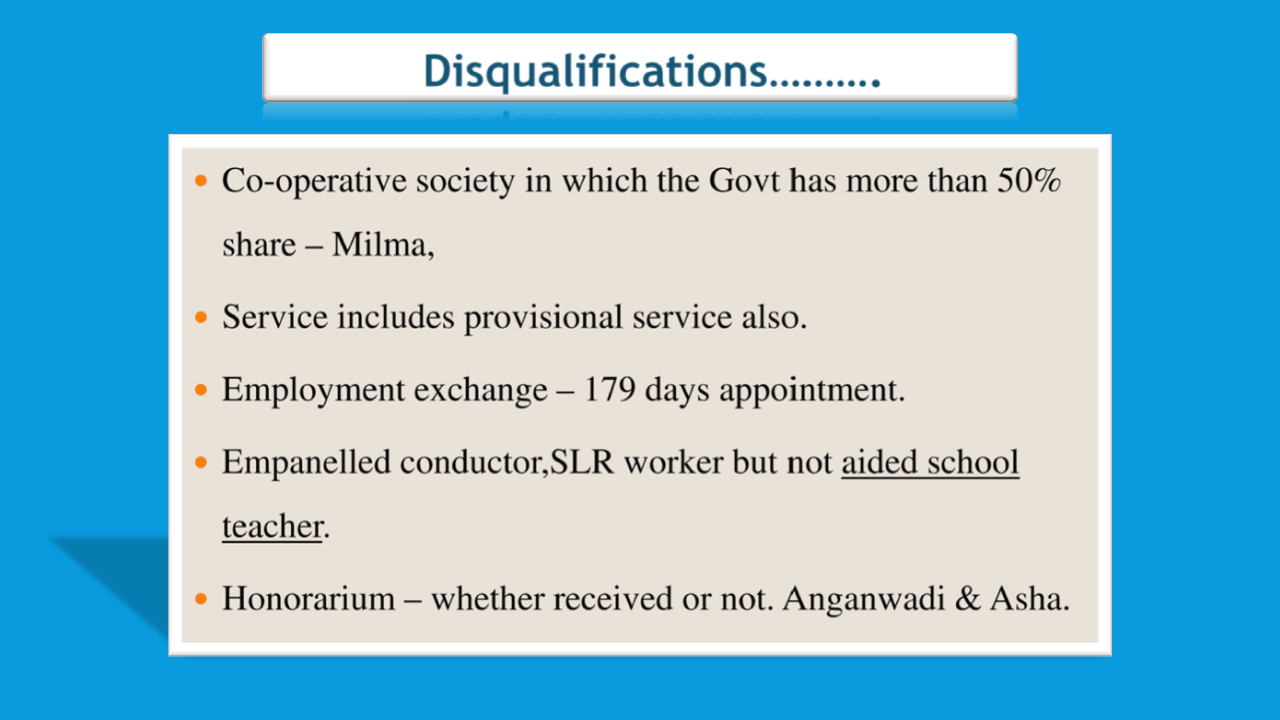 Disqualifications..........
• Co-operative society in which the Govt has more than 50%
share – Milma,
• Service includes provisional service also.
• Employment exchange – 179 days appointment.
• Empanelled conductor,SLR worker but not aided school
teacher.
• Honorarium – whether received or not. Anganwadi & Asha.